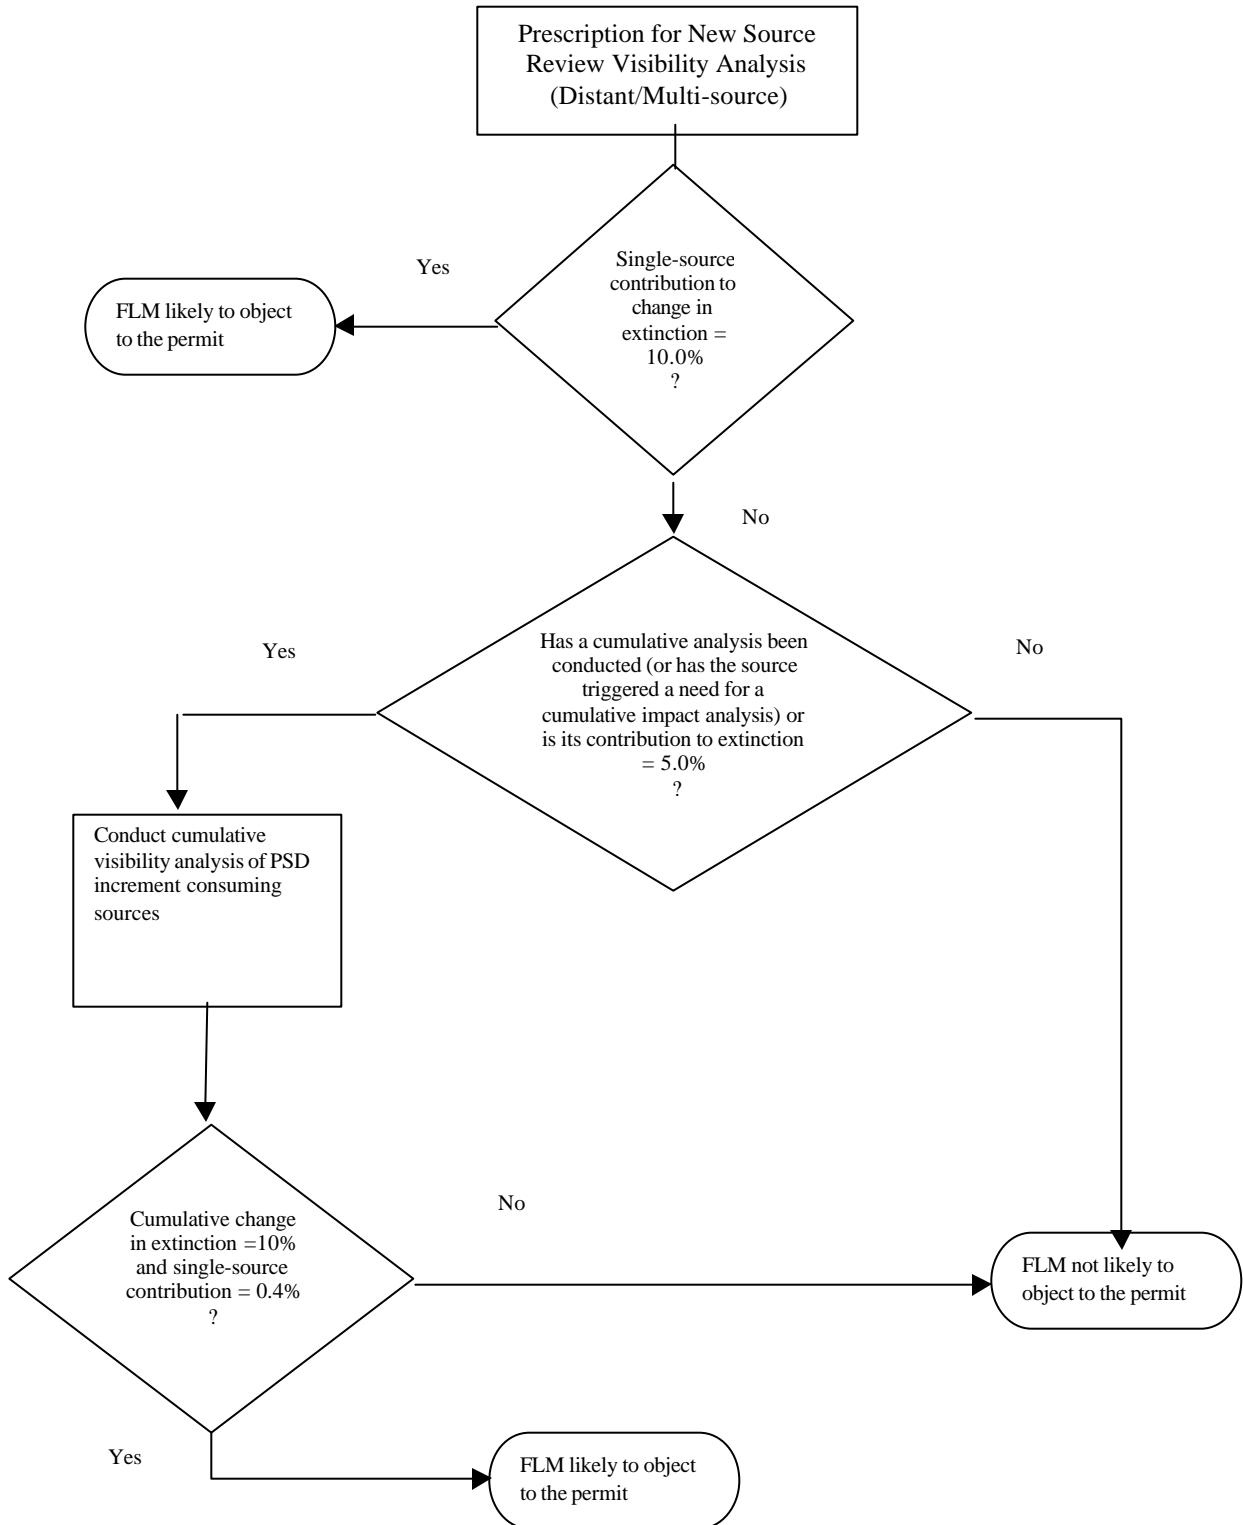 Prescription for New Source
Review Visibility Analysis
(Distant/Multi-source)
Yes
Single-source
contribution to
change in
extinction =
10.0%
?
FLM likely to object
to the permit
No
Yes
Has a cumulative analysis been
conducted (or has the source
triggered a need for a
cumulative impact analysis) or
is its contribution to extinction
= 5.0%
?
No
Conduct cumulative
visibility analysis of PSD
increment consuming
sources
No
Cumulative change
in extinction =10%
and single-source
contribution = 0.4%
?
FLM not likely to
object to the permit
Yes
FLM likely to object
to the permit